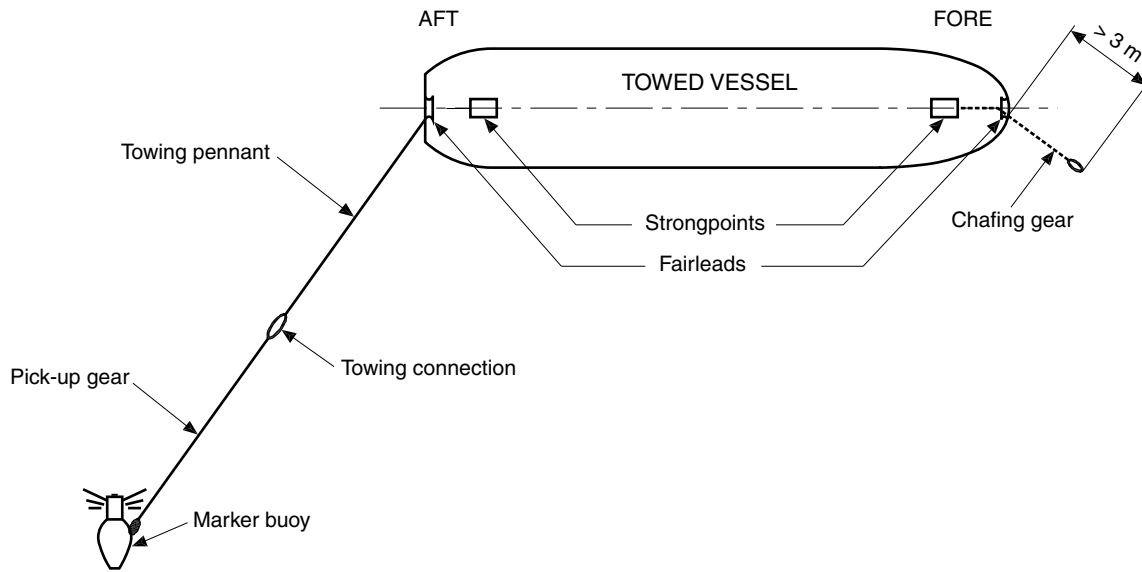 AFT
FORE
> 3 m
TOWED VESSEL
Towing pennant
Strongpoints
Chafing gear
Fairleads
Towing connection
Pick-up gear
Marker buoy